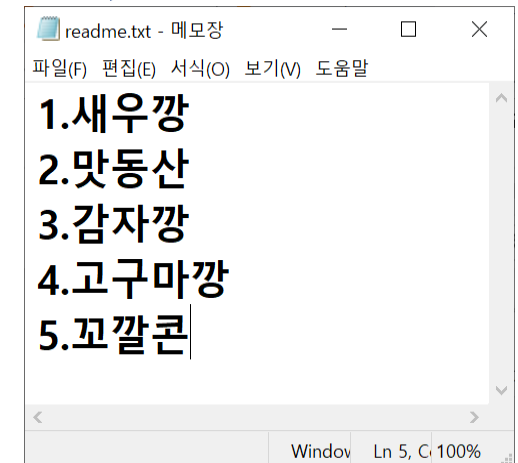 readme.txt - 메모장
파일(F) 편집(E) 서식(O) 보기(V) 도움말
1.새우깡
2.맛동산
3.감자깡
4.고구마깡
5.꼬깔콘
Ln 5, 100%